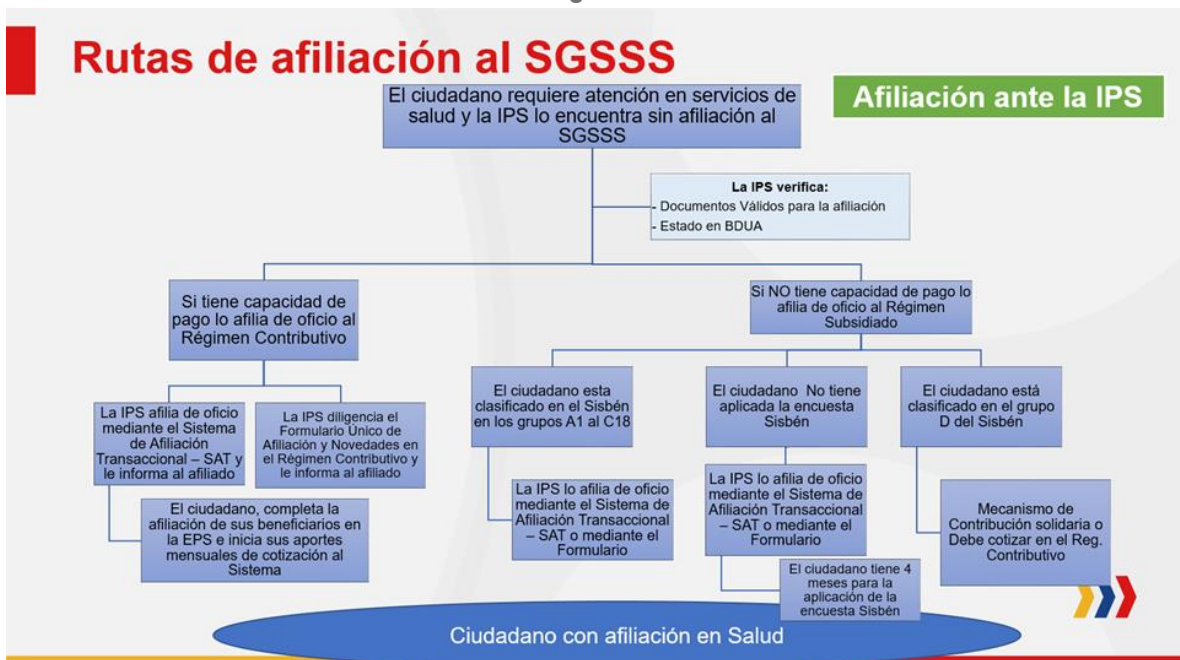 Rutas de afiliación al SGSSS
Afiliación ante la IPS
El ciudadano requiere atención en servicios de
salud y la IPS lo encuentra sin afiliación al
SGSSS
La IPS verifica:
- Documentos Válidos para la afiliación
- Estado en BDUA
Si tiene capacidad de
pago lo afilia de oficio al
Régimen Contributivo
La IPS afilia de oficio
mediante el Sistema
de Afiliación
Transaccional – SAT y
le informa al afiliado
La IPS diligencia el
Formulario Único de
Afiliación y Novedades en
el Régimen Contributivo y
le informa al afiliado
El ciudadano, completa la
afiliación de sus beneficiarios en
la EPS e inicia sus aportes
mensuales de cotización al
Sistema
Si NO tiene capacidad de pago lo
afilia de oficio al Régimen
Subsidiado
El ciudadano esta
clasificado en el Sisbén
en los grupos A1 al C18
La IPS lo afilia de oficio
mediante el Sistema de
Afiliación Transaccional
– SAT o mediante el
Formulario
El ciudadano No tiene
aplicada la encuesta
Sisbén
La IPS lo afilia de oficio
mediante el Sistema de
Afiliación Transaccional
– SAT o mediante el
Formulario
El ciudadano tiene 4
meses para la
aplicación de la
encuesta Sisbén
El ciudadano está
clasificado en el grupo
D del Sisbén
Mecanismo de
Contribución solidaria o
Debe cotizar en el Reg.
Contributivo
Ciudadano con afiliación en Salud